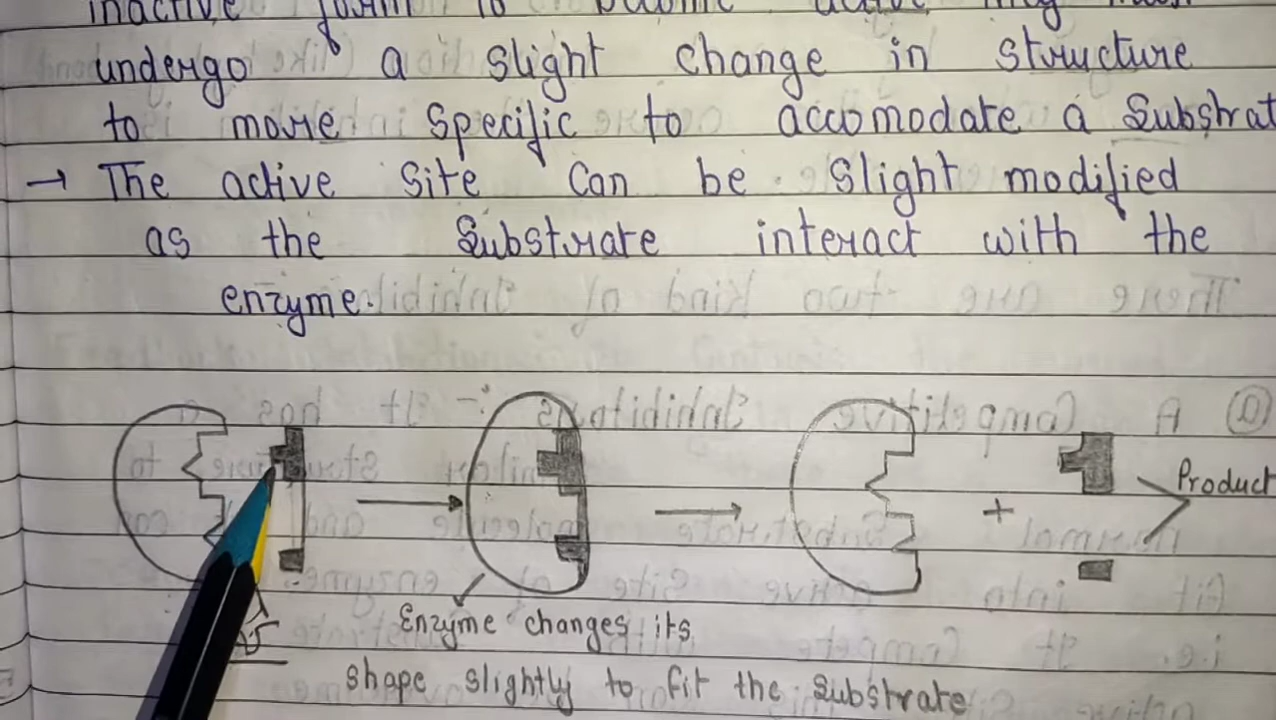 undergo a slight change in structure
to more specific to accomodate a Substrat
→ The active site can be slight modified
as the Substrate interact with the
enzyme.
+
Product
Enzyme changes its
shape slightly to fit the substrate